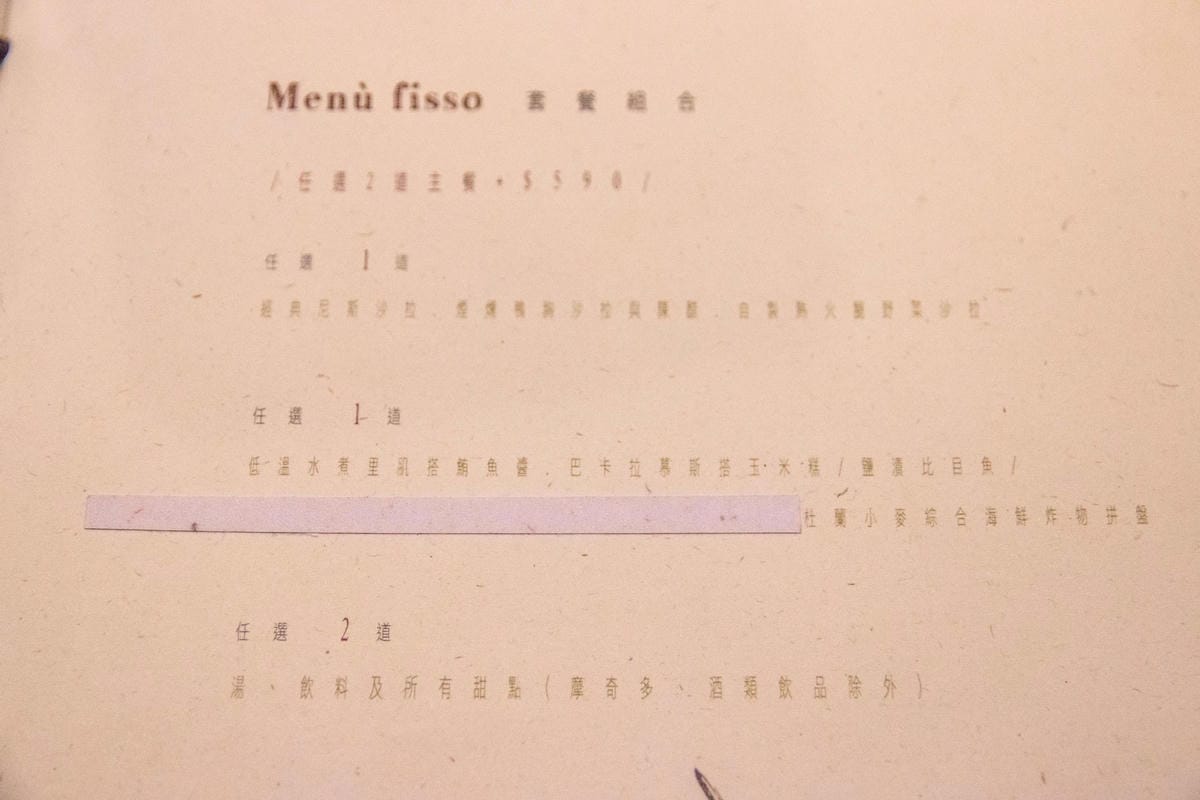 Menù fisso 套餐組合
/任選2道主餐+$590/
任選 1 道
經典尼斯沙拉、煙燻鴨胸沙拉與陳醋、自製熟火腿野菜沙拉
任選 1 道
低溫水煮里肌搭鮪魚醬、巴卡拉慕斯搭玉米糕/鹽漬比目魚/
杜蘭小麥綜合海鮮炸物拼盤
任選 2 道
湯、飲料及所有甜點(摩奇多、酒類飲品除外)